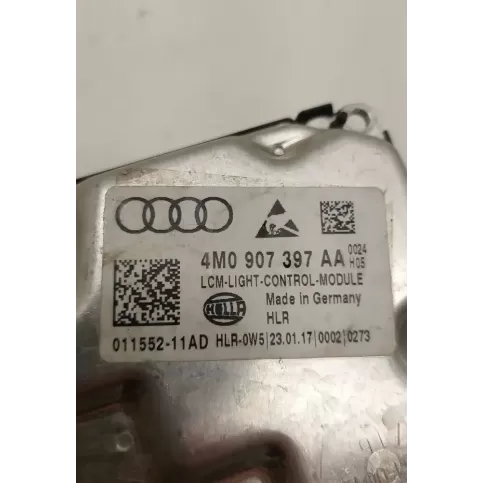 4M0 907 397 AA 0024 H05
LCM-LIGHT-CONTROL-MODULE
Made in Germany
HELLA
HLR
011552-11AD HLR-0W5|23.01.17|0002|0273